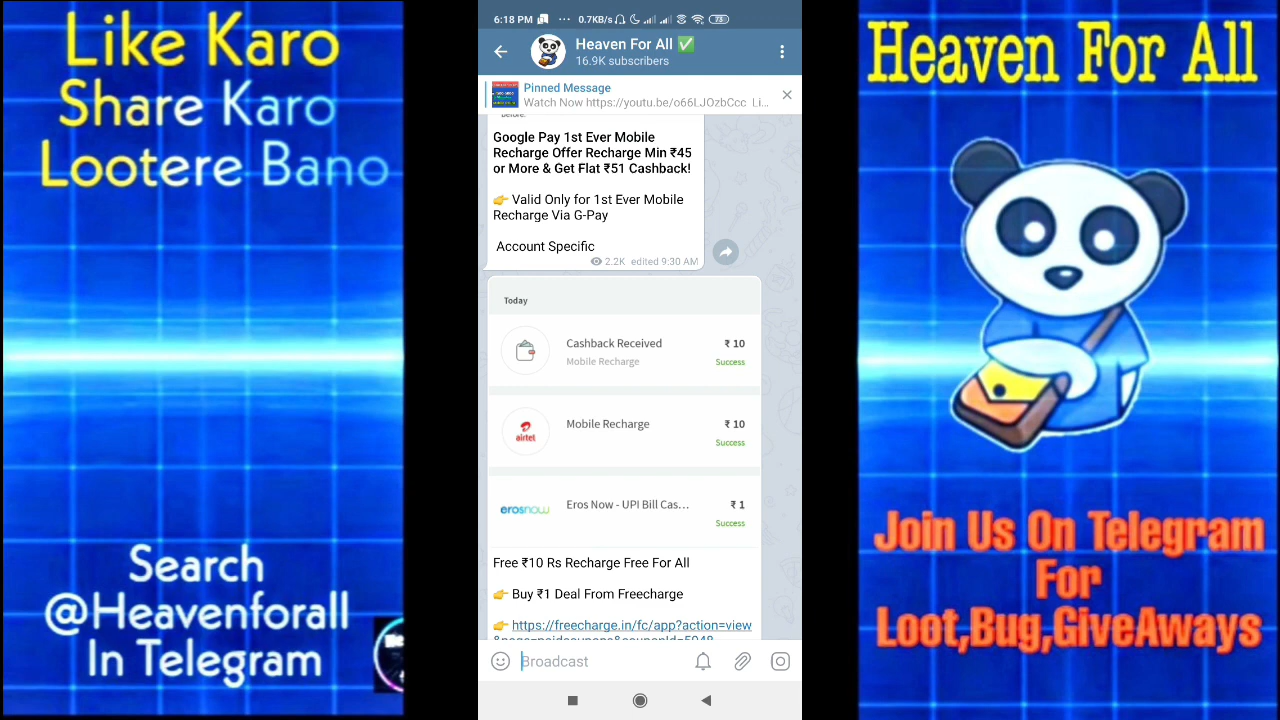 Like Karo
Share Karo
Lootere Bano
Search
@Heavenforall
In Telegram
6:18 PM ... 0.7KB/s 73
Heaven For All ✅
16.9K subscribers
Pinned Message
Watch Now https://youtu.be/o66LJOzbCcc Li...
Google Pay 1st Ever Mobile
Recharge Offer Recharge Min ₹45
or More & Get Flat ₹51 Cashback!
👉 Valid Only for 1st Ever Mobile
Recharge Via G-Pay
Account Specific
2.2K edited 9:30 AM
Today
Cashback Received ₹ 10
Mobile Recharge Success
airtel
Mobile Recharge ₹ 10
Success
erosnow
Eros Now - UPI Bill Cas... ₹ 1
Success
Free ₹10 Rs Recharge Free For All
👉 Buy ₹1 Deal From Freecharge
👉 https://freecharge.in/fc/app?action=view
Broadcast
Heaven For All
Join Us On Telegram
For
Loot,Bug,GiveAways